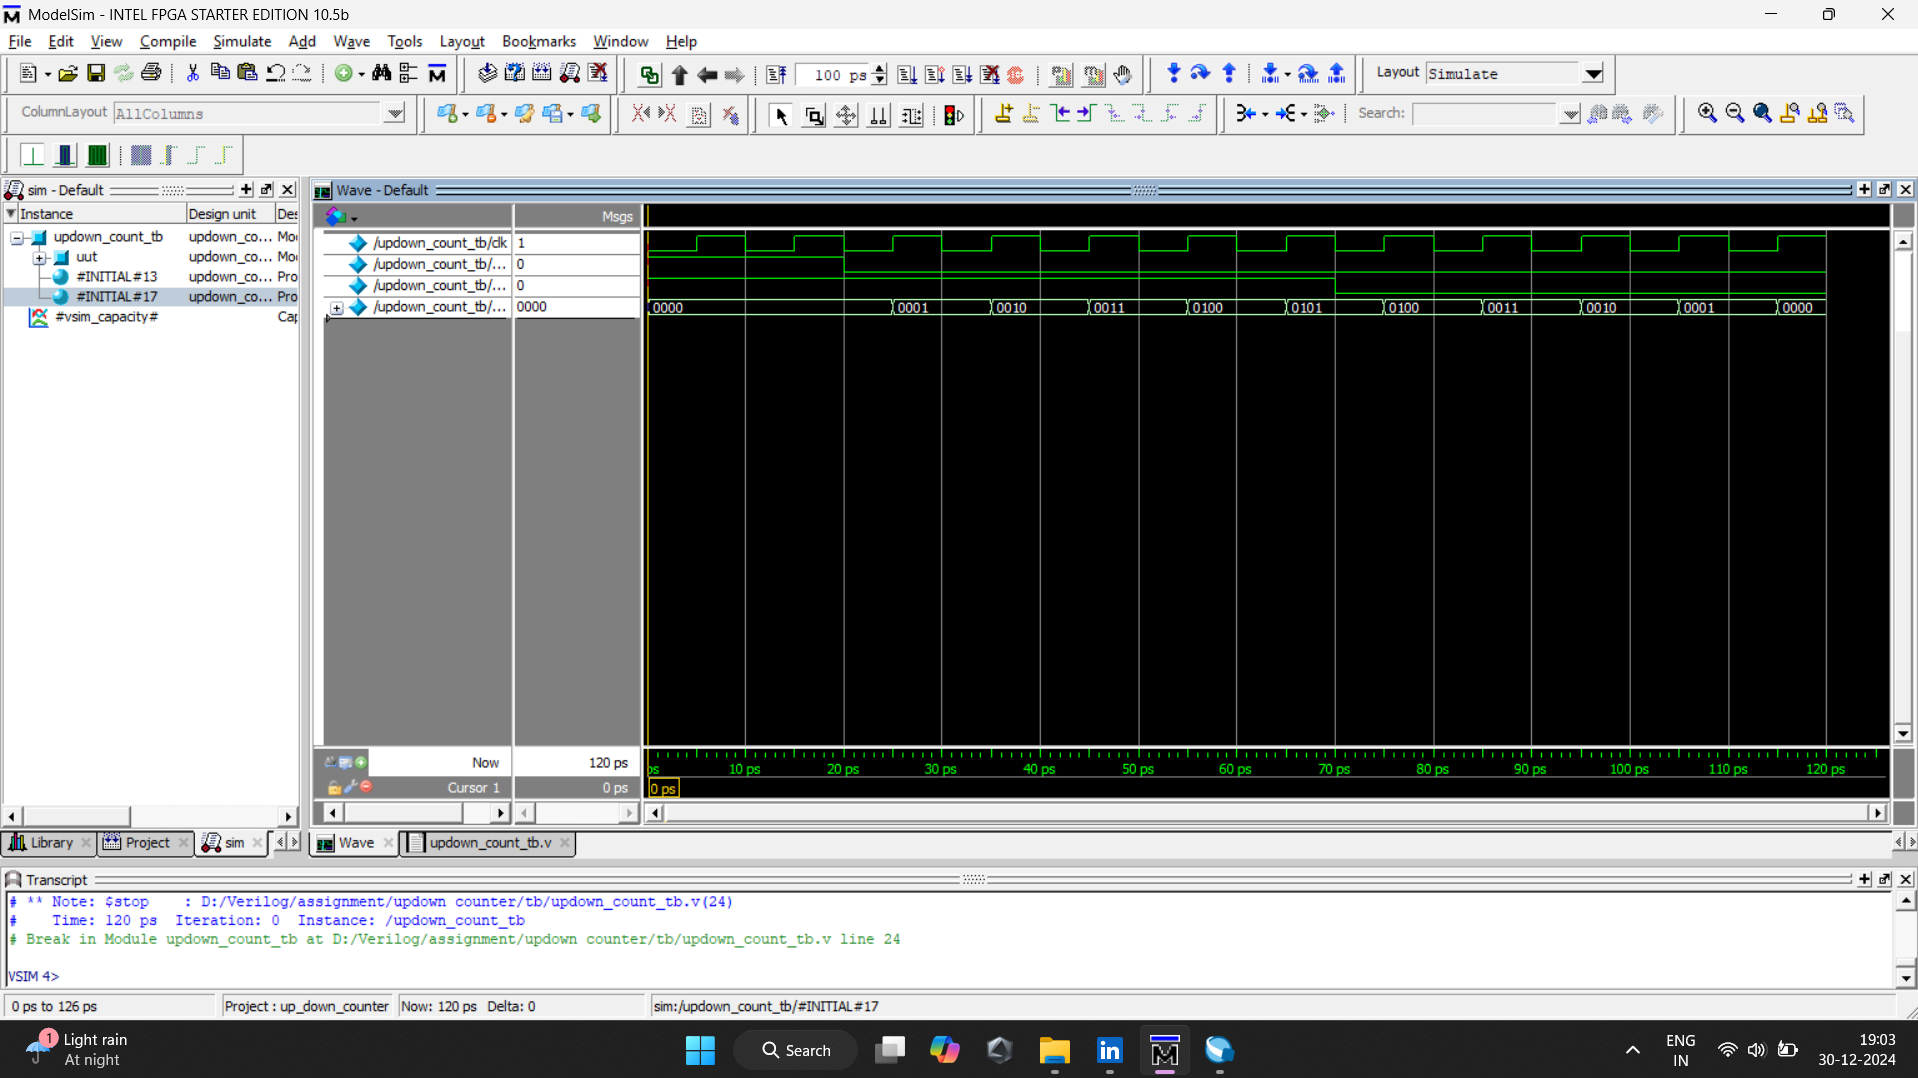 ModelSim - INTEL FPGA STARTER EDITION 10.5b
File Edit View Compile Simulate Add Wave Tools Layout Bookmarks Window Help
100 ps
Layout Simulate
ColumnLayout AllColumns
Search:
sim - Default
Instance Design unit
updown_count_tb updown_co... Mo
uut updown_co... Mo
#INITIAL#13 updown_co... Pro
#INITIAL#17 updown_co... Pro
#vsim_capacity# Cap
Wave - Default
Msgs
/updown_count_tb/clk 1
/updown_count_tb/... 0
/updown_count_tb/... 0
/updown_count_tb/... 0000
0000 0001 0010 0011 0100 0101 0100 0011 0010 0001 0000
Now 120 ps
ps 10 ps 20 ps 30 ps 40 ps 50 ps 60 ps 70 ps 80 ps 90 ps 100 ps 110 ps 120 ps
Cursor 1 0 ps
0 ps
Library Project sim
Wave updown_count_tb.v
Transcript
# ** Note: $stop : D:/Verilog/assignment/updown counter/tb/updown_count_tb.v(24)
# Time: 120 ps Iteration: 0 Instance: /updown_count_tb
# Break in Module updown_count_tb at D:/Verilog/assignment/updown counter/tb/updown_count_tb.v line 24
VSIM 4>
0 ps to 126 ps Project : up_down_counter Now: 120 ps Delta: 0 sim:/updown_count_tb/#INITIAL#17
1
Light rain
At night
Search
ENG
IN
19:03
30-12-2024